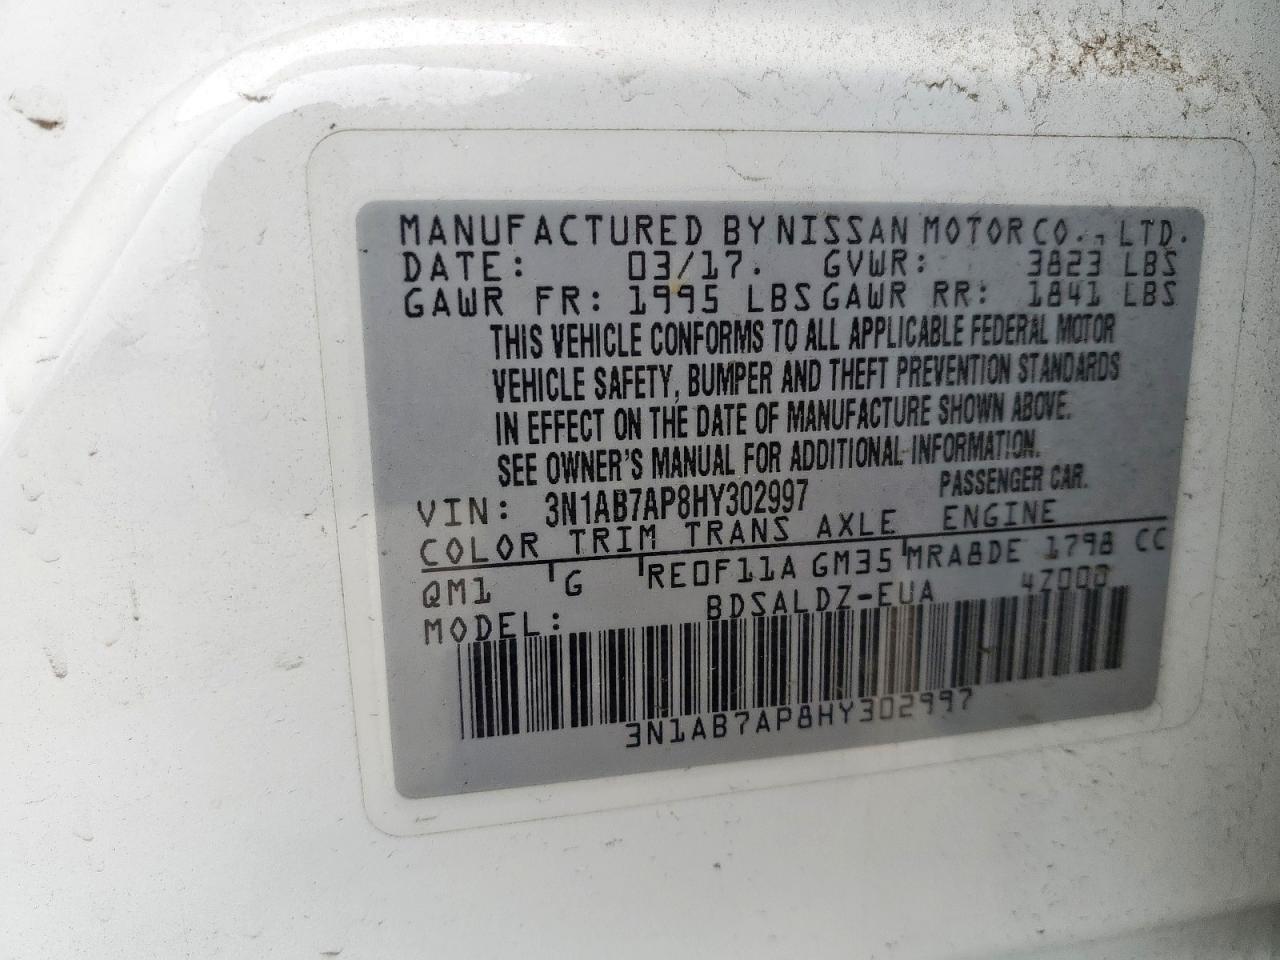 MANUFACTURED BY NISSAN MOTOR CO., LTD.
DATE: 03/17. GVWR: 3823 LBS
GAWR FR: 1995 LBS GAWR RR: 1841 LBS
THIS VEHICLE CONFORMS TO ALL APPLICABLE FEDERAL MOTOR
VEHICLE SAFETY, BUMPER AND THEFT PREVENTION STANDARDS
IN EFFECT ON THE DATE OF MANUFACTURE SHOWN ABOVE.
SEE OWNER'S MANUAL FOR ADDITIONAL INFORMATION.
VIN: 3N1AB7AP8HY302997 PASSENGER CAR.
COLOR TRIM TRANS AXLE ENGINE
QM1 G RE0F11A GM35 MRA8DE 1798 CC
MODEL: BDSALDZ-EUA 4Z000
3N1AB7AP8HY302997